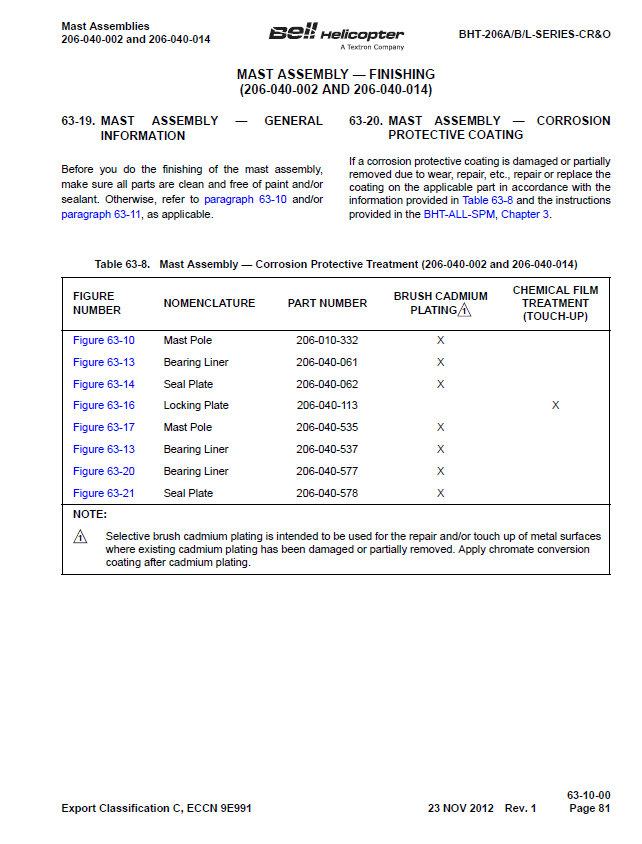 Mast Assemblies
206-040-002 and 206-040-014
Bell Helicopter
A Textron Company
BHT-206A/B/L-SERIES-CR&O
MAST ASSEMBLY — FINISHING
(206-040-002 AND 206-040-014)
63-19. MAST ASSEMBLY — GENERAL
INFORMATION
Before you do the finishing of the mast assembly,
make sure all parts are clean and free of paint and/or
sealant. Otherwise, refer to paragraph 63-10 and/or
paragraph 63-11, as applicable.
63-20. MAST ASSEMBLY — CORROSION
PROTECTIVE COATING
If a corrosion protective coating is damaged or partially
removed due to wear, repair, etc., repair or replace the
coating on the applicable part in accordance with the
information provided in Table 63-8 and the instructions
provided in the BHT-ALL-SPM, Chapter 3.
Table 63-8. Mast Assembly — Corrosion Protective Treatment (206-040-002 and 206-040-014)
FIGURE
NUMBER
NOMENCLATURE
PART NUMBER
BRUSH CADMIUM
PLATING 1
CHEMICAL FILM
TREATMENT
(TOUCH-UP)
Figure 63-10 Mast Pole 206-010-332 X
Figure 63-13 Bearing Liner 206-040-061 X
Figure 63-14 Seal Plate 206-040-062 X
Figure 63-16 Locking Plate 206-040-113 X
Figure 63-17 Mast Pole 206-040-535 X
Figure 63-13 Bearing Liner 206-040-537 X
Figure 63-20 Bearing Liner 206-040-577 X
Figure 63-21 Seal Plate 206-040-578 X
NOTE:
1 Selective brush cadmium plating is intended to be used for the repair and/or touch up of metal surfaces
where existing cadmium plating has been damaged or partially removed. Apply chromate conversion
coating after cadmium plating.
63-10-00
Export Classification C, ECCN 9E991
23 NOV 2012 Rev. 1 Page 81